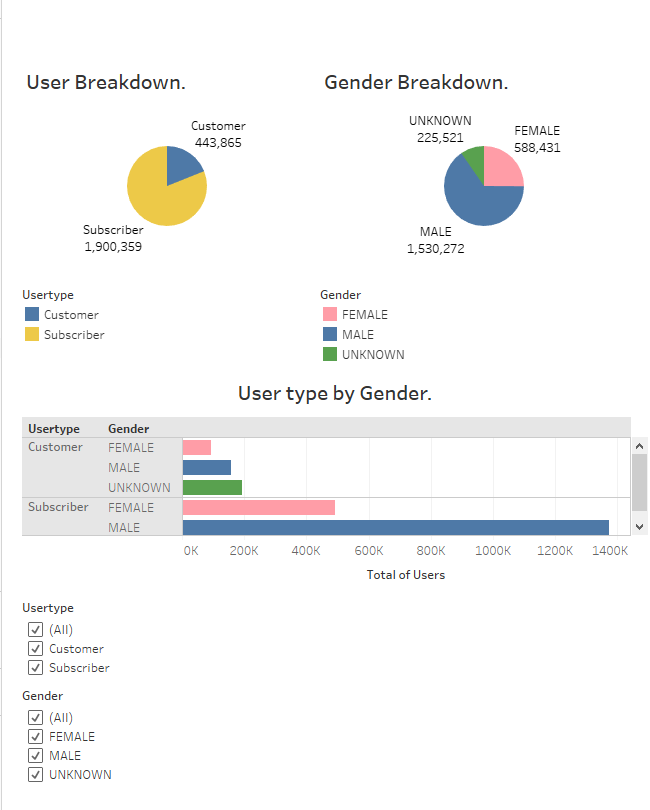 User Breakdown.
Gender Breakdown.
Customer
443,865
Subscriber
1,900,359
UNKNOWN
225,521
FEMALE
588,431
MALE
1,530,272
Usertype
Customer
Subscriber
Gender
FEMALE
MALE
UNKNOWN
User type by Gender.
Usertype Gender
Customer FEMALE
MALE
UNKNOWN
Subscriber FEMALE
MALE
0K 200K 400K 600K 800K 1000K 1200K 1400K
Total of Users
Usertype
(All)
Customer
Subscriber
Gender
(All)
FEMALE
MALE
UNKNOWN